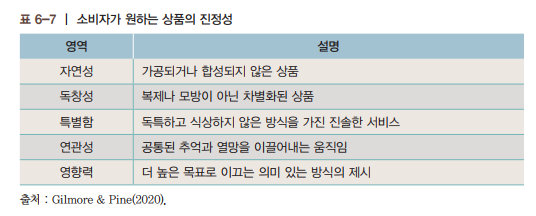 표 6–7 | 소비자가 원하는 상품의 진정성
영역 설명
자연성 가공되거나 합성되지 않은 상품
독창성 복제나 모방이 아닌 차별화된 상품
특별함 독특하고 식상하지 않은 방식을 가진 진솔한 서비스
연관성 공통된 추억과 열망을 이끌어내는 움직임
영향력 더 높은 목표로 이끄는 의미 있는 방식의 제시
출처 : Gilmore & Pine(2020).